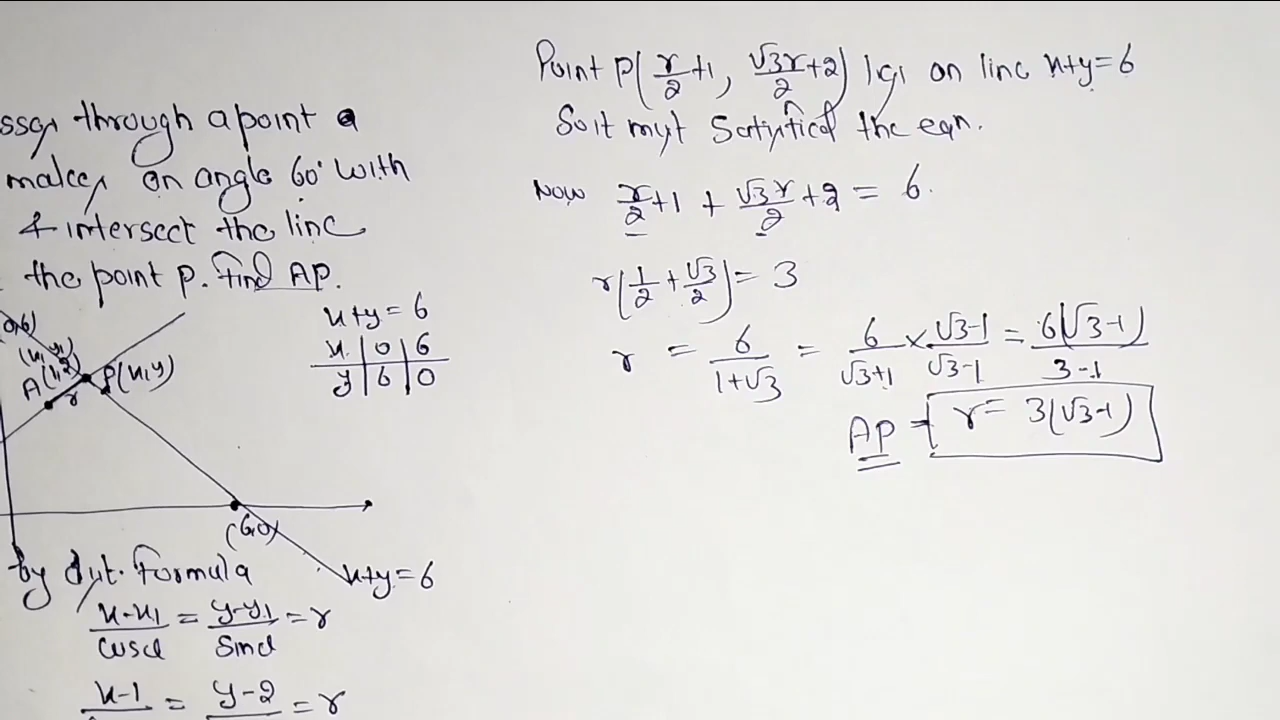 sses through a point a
makes an angle 60° with
& intersect the line
the point P. find AP.
x+y=6
x | 0 | 6
y | 6 | 0
0,6)
(x1, y1)
A(1,2)
P(x,y)
r
(6,0)
x+y=6
by dist. Formula
(x-x1)/cosα = (y-y1)/sinα = r
x-1 = y-2 = r
Point P(r/2+1, √3r/2+2) lies on line x+y=6
So it must satisfied the eqn.
Now r/2+1 + √3r/2+2 = 6.
r(1/2 + √3/2) = 3
r = 6/(1+√3) = 6/(√3+1) × (√3-1)/(√3-1) = 6(√3-1)/(3-1)
AP = r = 3(√3-1)